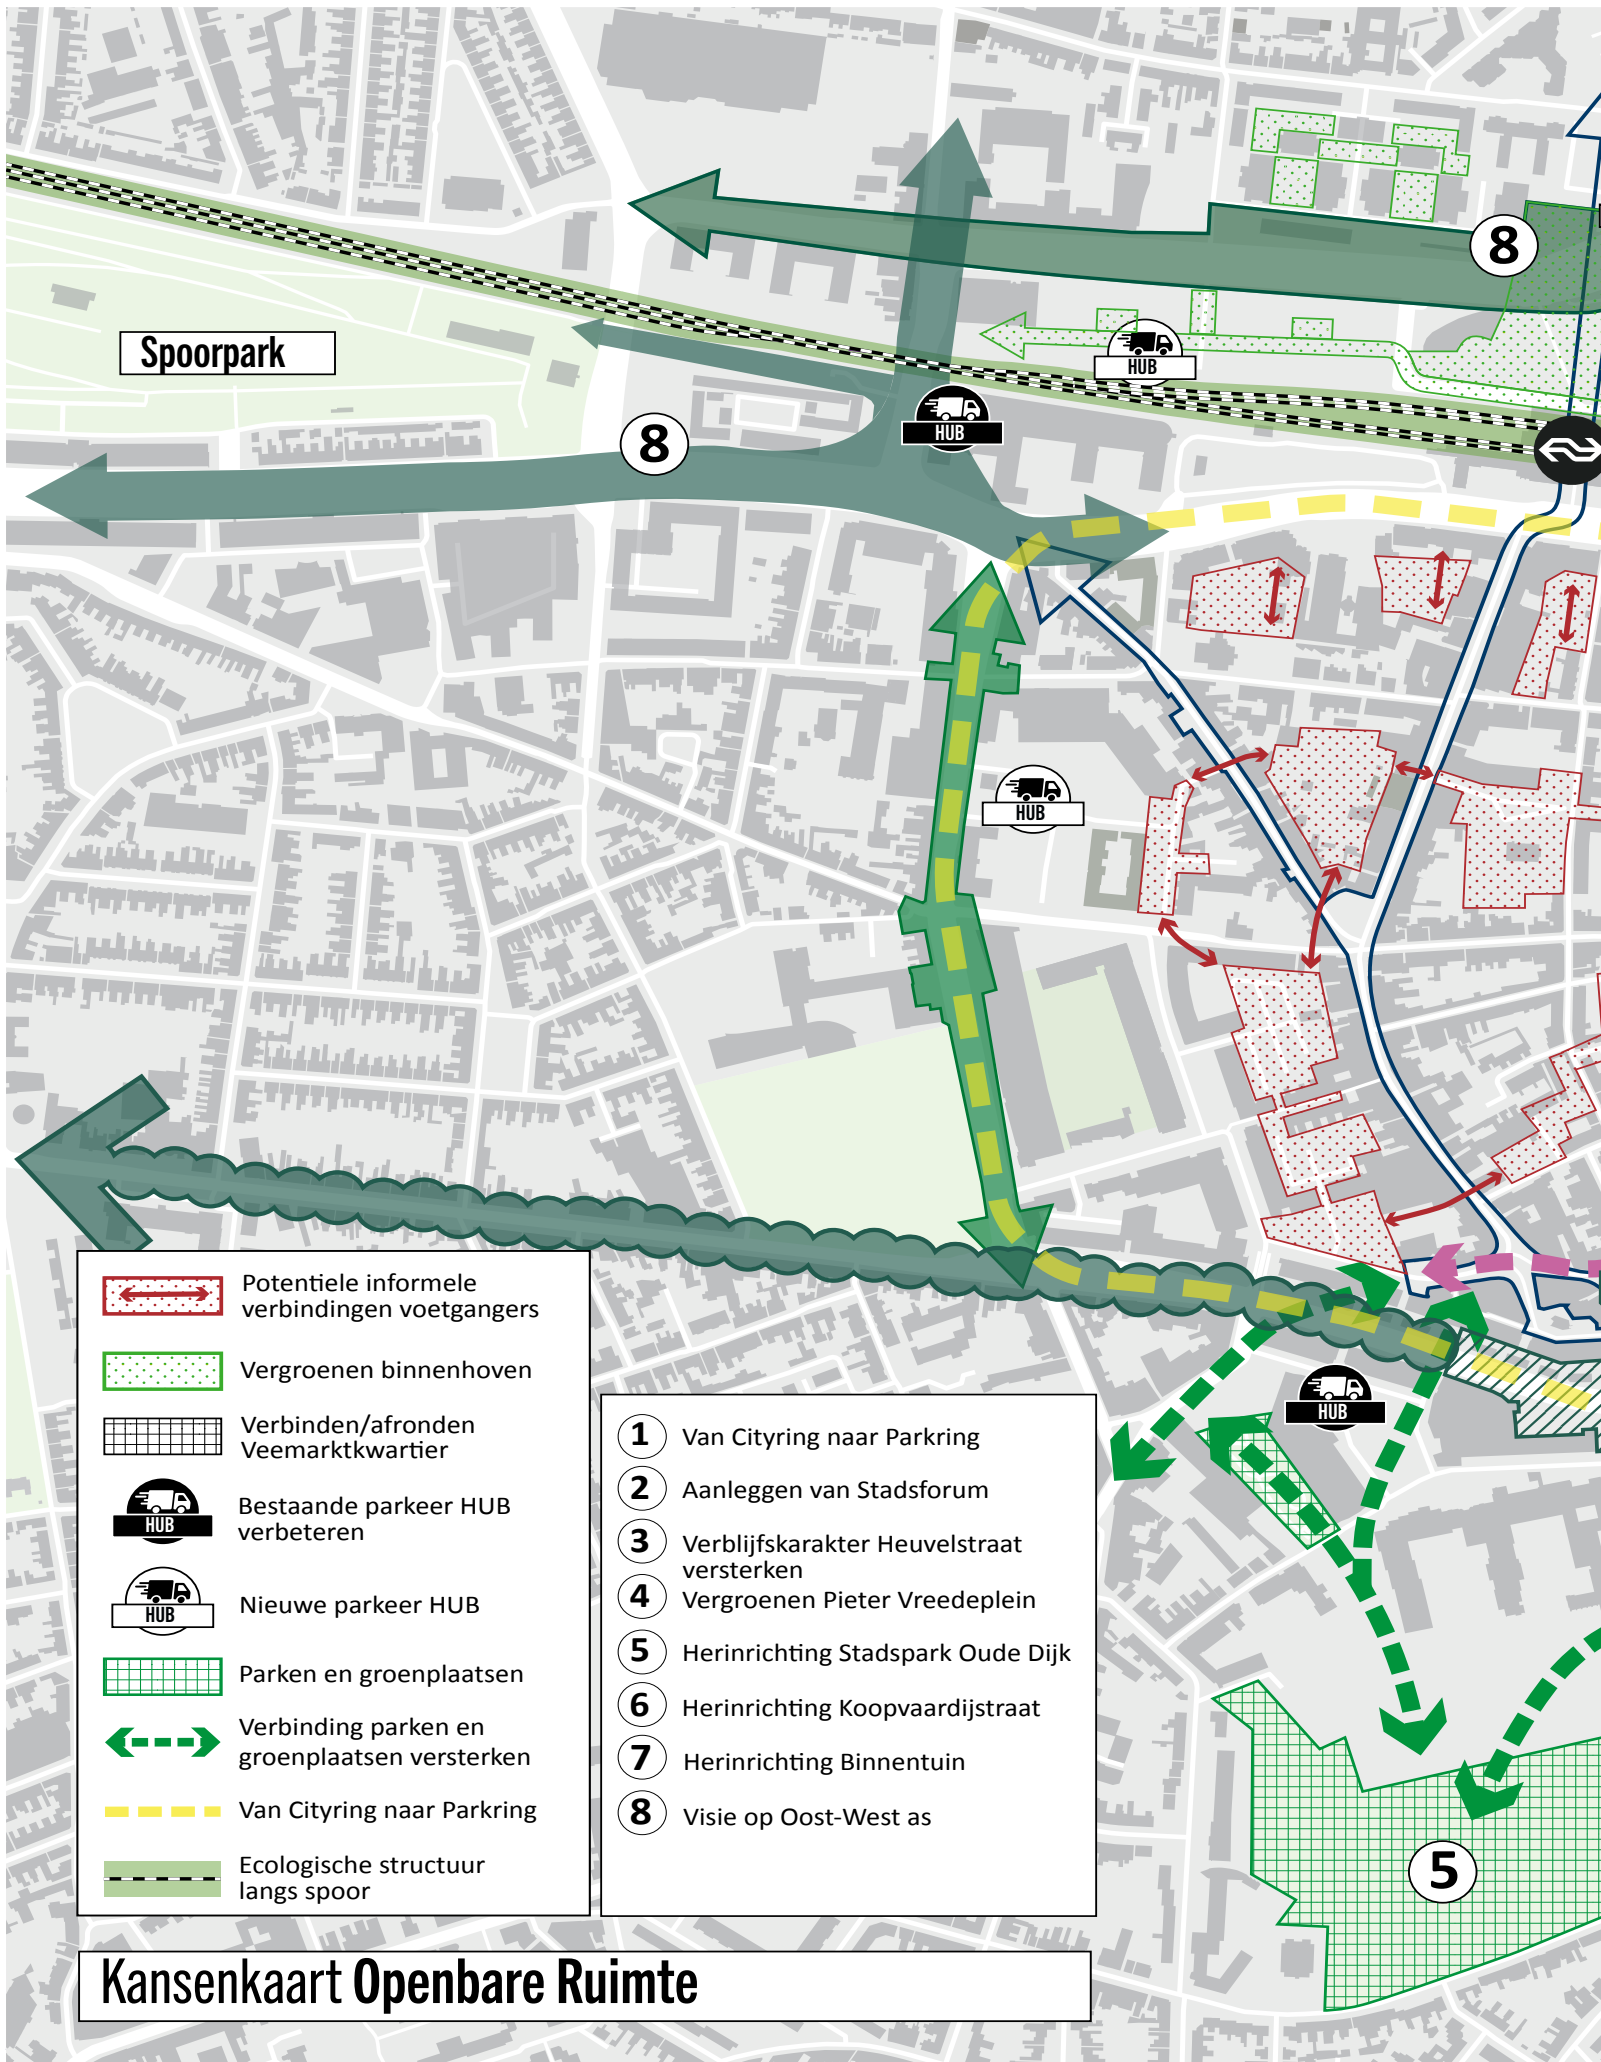 8
Spoorpark
HUB
HUB
8
HUB
HUB
Potentiele informele
verbindingen voetgangers
Vergroenen binnenhoven
Verbinden/afronden
Veemarktkwartier
HUB
Bestaande parkeer HUB
verbeteren
HUB
Nieuwe parkeer HUB
Parken en groenplaatsen
Verbinding parken en
groenplaatsen versterken
Van Cityring naar Parkring
Ecologische structuur
langs spoor
1 Van Cityring naar Parkring
2 Aanleggen van Stadsforum
3 Verblijfskarakter Heuvelstraat
versterken
4 Vergroenen Pieter Vreedeplein
5 Herinrichting Stadspark Oude Dijk
6 Herinrichting Koopvaardijstraat
7 Herinrichting Binnentuin
8 Visie op Oost-West as
5
Kansenkaart Openbare Ruimte